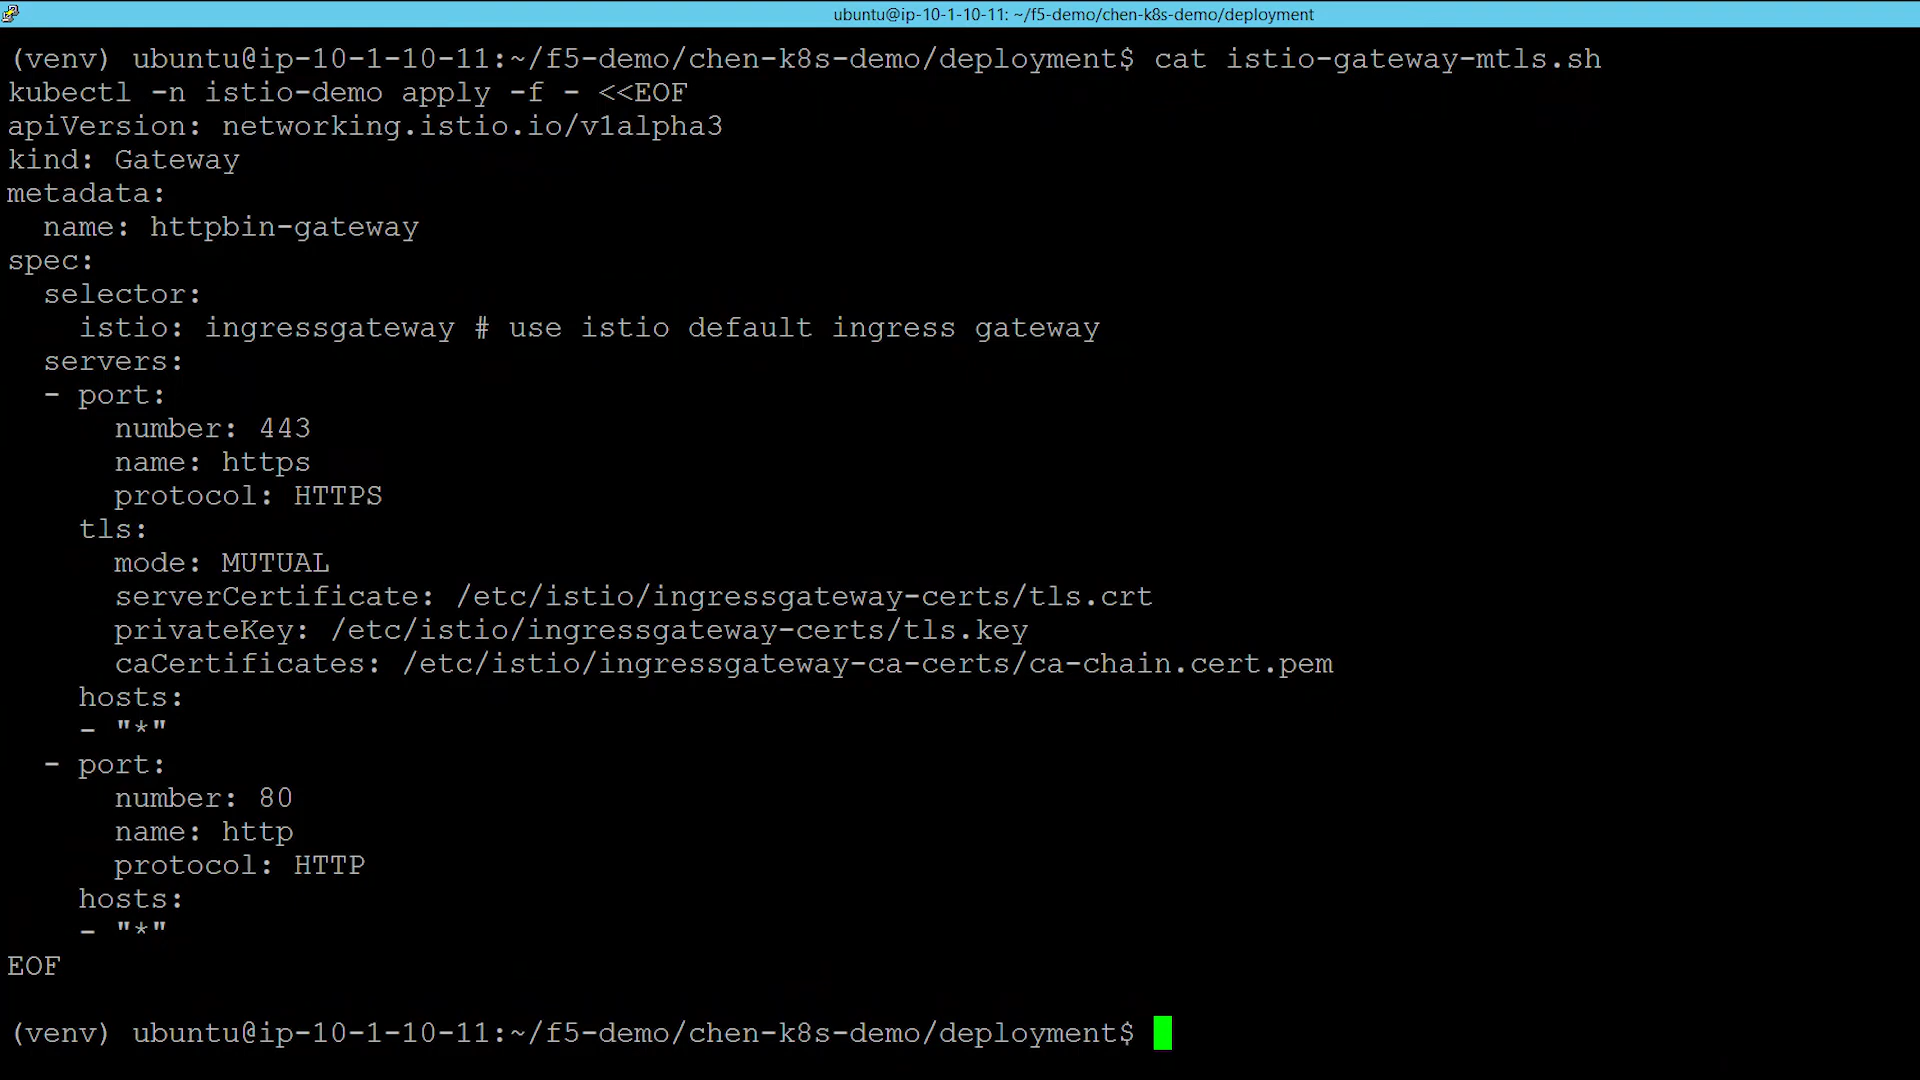 ubuntu@ip-10-1-10-11: ~/f5-demo/chen-k8s-demo/deployment
(venv) ubuntu@ip-10-1-10-11:~/f5-demo/chen-k8s-demo/deployment$ cat istio-gateway-mtls.sh
kubectl -n istio-demo apply -f - <<EOF
apiVersion: networking.istio.io/v1alpha3
kind: Gateway
metadata:
  name: httpbin-gateway
spec:
  selector:
    istio: ingressgateway # use istio default ingress gateway
  servers:
  - port:
      number: 443
      name: https
      protocol: HTTPS
    tls:
      mode: MUTUAL
      serverCertificate: /etc/istio/ingressgateway-certs/tls.crt
      privateKey: /etc/istio/ingressgateway-certs/tls.key
      caCertificates: /etc/istio/ingressgateway-ca-certs/ca-chain.cert.pem
    hosts:
    - "*"
  - port:
      number: 80
      name: http
      protocol: HTTP
    hosts:
    - "*"
EOF
(venv) ubuntu@ip-10-1-10-11:~/f5-demo/chen-k8s-demo/deployment$